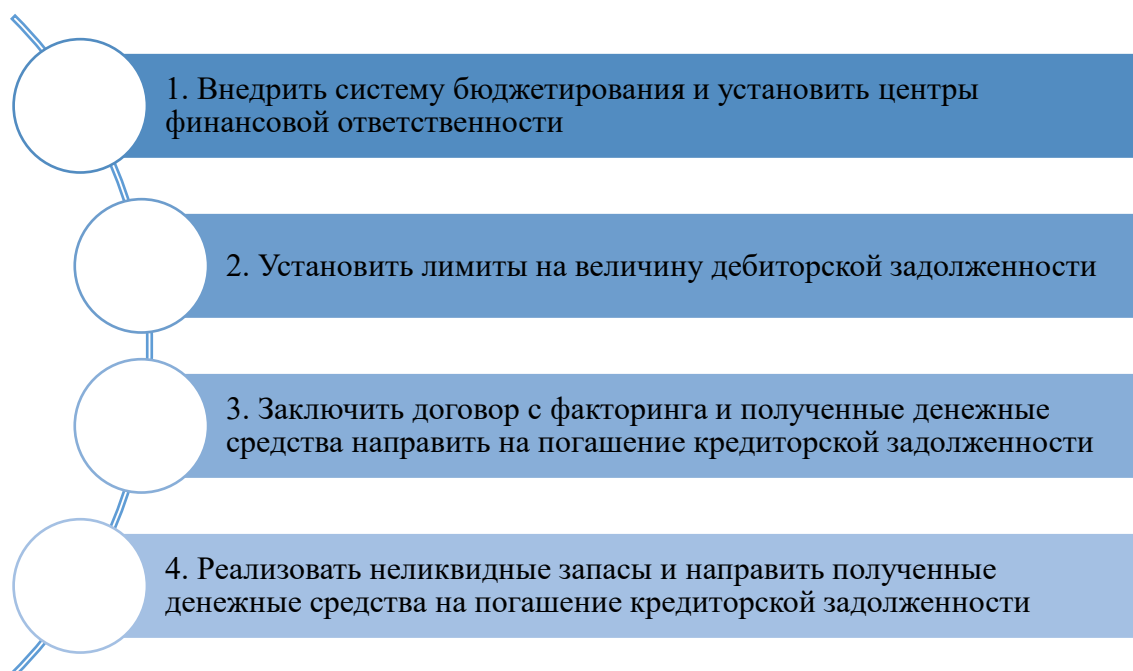 1. Внедрить систему бюджетирования и установить центры
финансовой ответственности
2. Установить лимиты на величину дебиторской задолженности
3. Заключить договор с факторинга и полученные денежные
средства направить на погашение кредиторской задолженности
4. Реализовать неликвидные запасы и направить полученные
денежные средства на погашение кредиторской задолженности